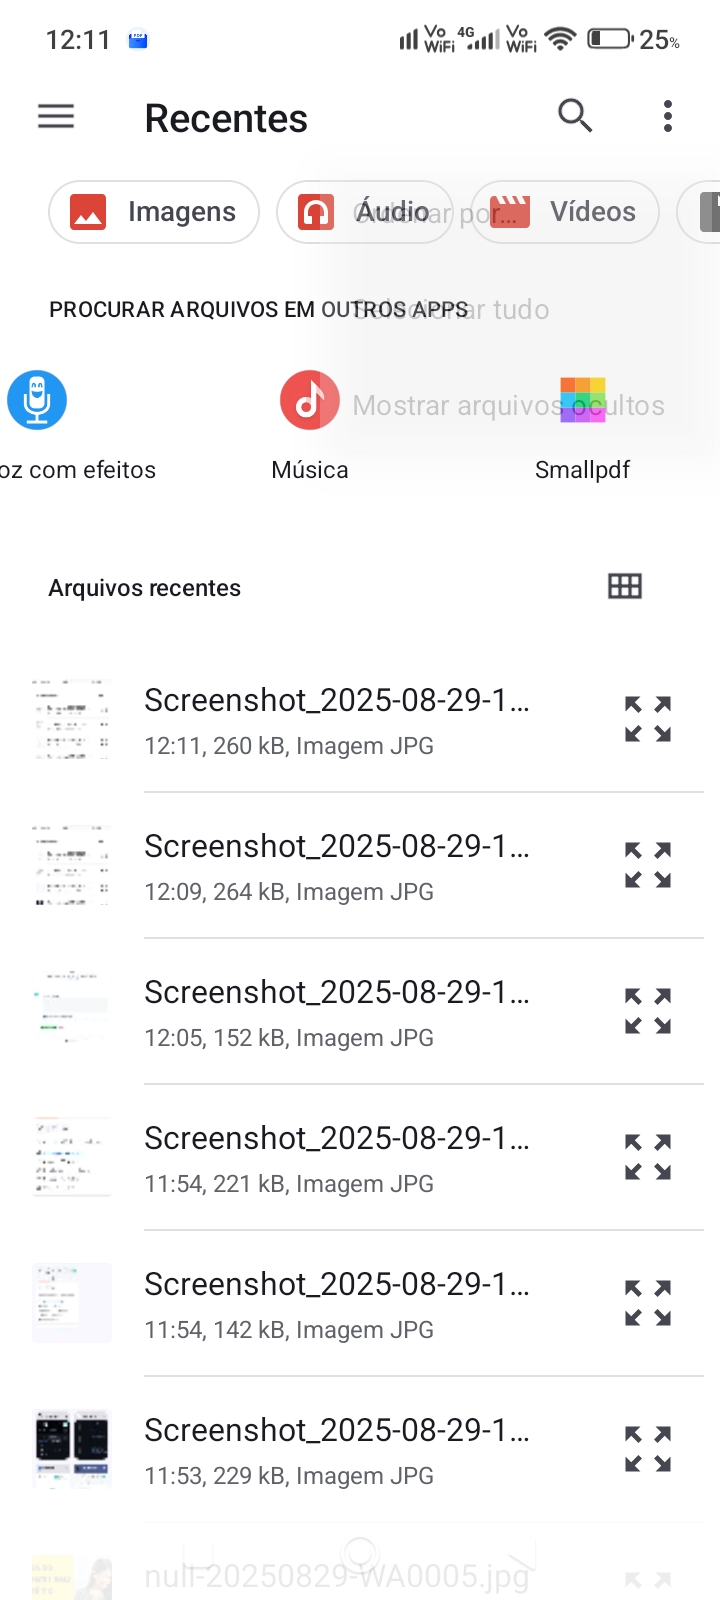 12:11
Vo WiFi 4G Vo WiFi 25%
Recentes
Imagens Áudio Vídeos
Ordenar por...
PROCURAR ARQUIVOS EM OUTROS APPS
Selecionar tudo
Mostrar arquivos ocultos
oz com efeitos Música Smallpdf
Arquivos recentes
Screenshot_2025-08-29-1...
12:11, 260 kB, Imagem JPG
Screenshot_2025-08-29-1...
12:09, 264 kB, Imagem JPG
Screenshot_2025-08-29-1...
12:05, 152 kB, Imagem JPG
Screenshot_2025-08-29-1...
11:54, 221 kB, Imagem JPG
Screenshot_2025-08-29-1...
11:54, 142 kB, Imagem JPG
Screenshot_2025-08-29-1...
11:53, 229 kB, Imagem JPG
null-20250829-WA0005.jpg